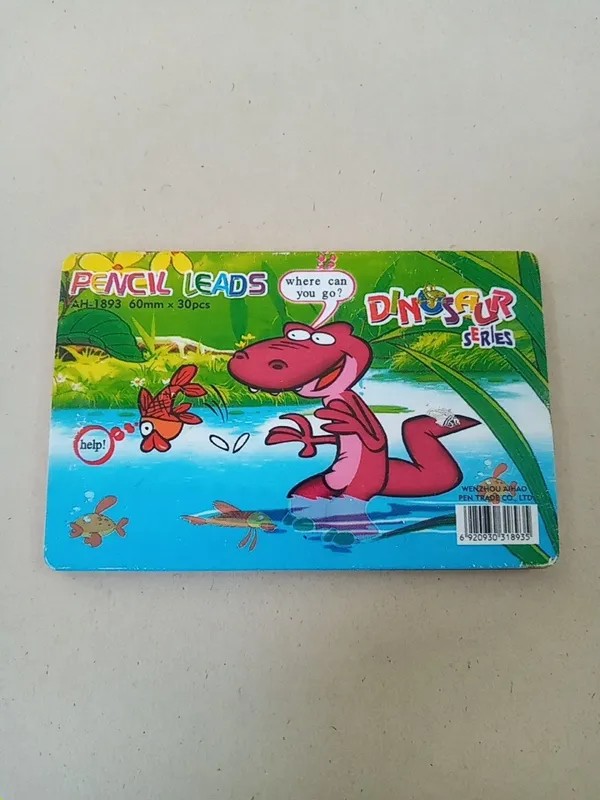 PENCIL LEADS
AH-1893 60mm x 30pcs
where can
you go?
DINOSAUR
SERIES
help!
WENZHOU AIHAO
PEN TRADE CO., LTD
6 920930 318935